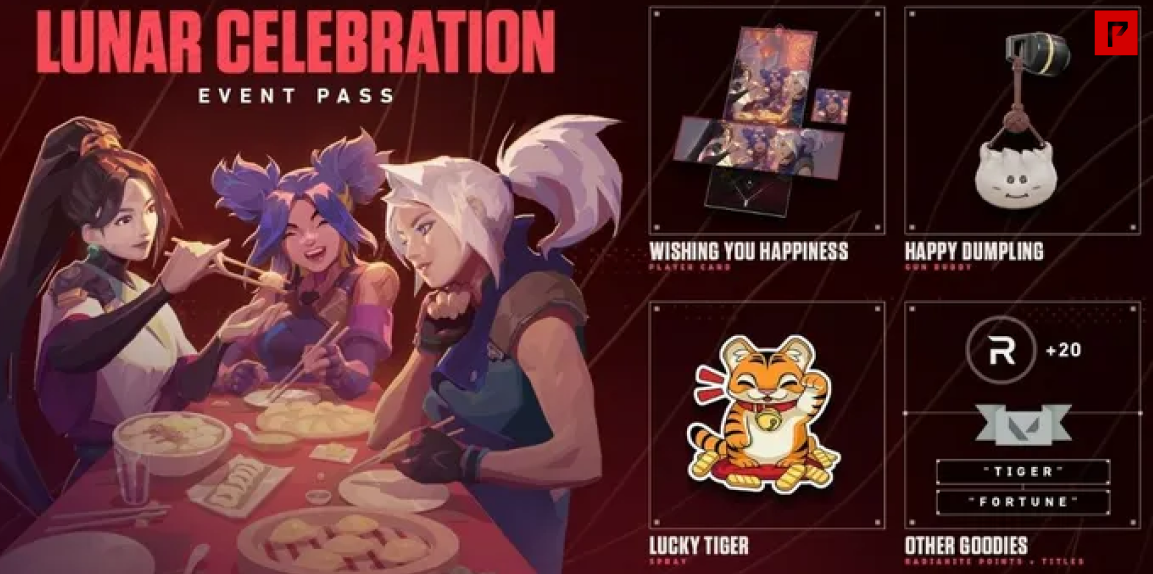 LUNAR CELEBRATION
EVENT PASS
WISHING YOU HAPPINESS
PLAYER CARD
HAPPY DUMPLING
GUN BUDDY
LUCKY TIGER
SPRAY
R +20
"TIGER"
"FORTUNE"
OTHER GOODIES
RADIANITE POINTS + TITLES